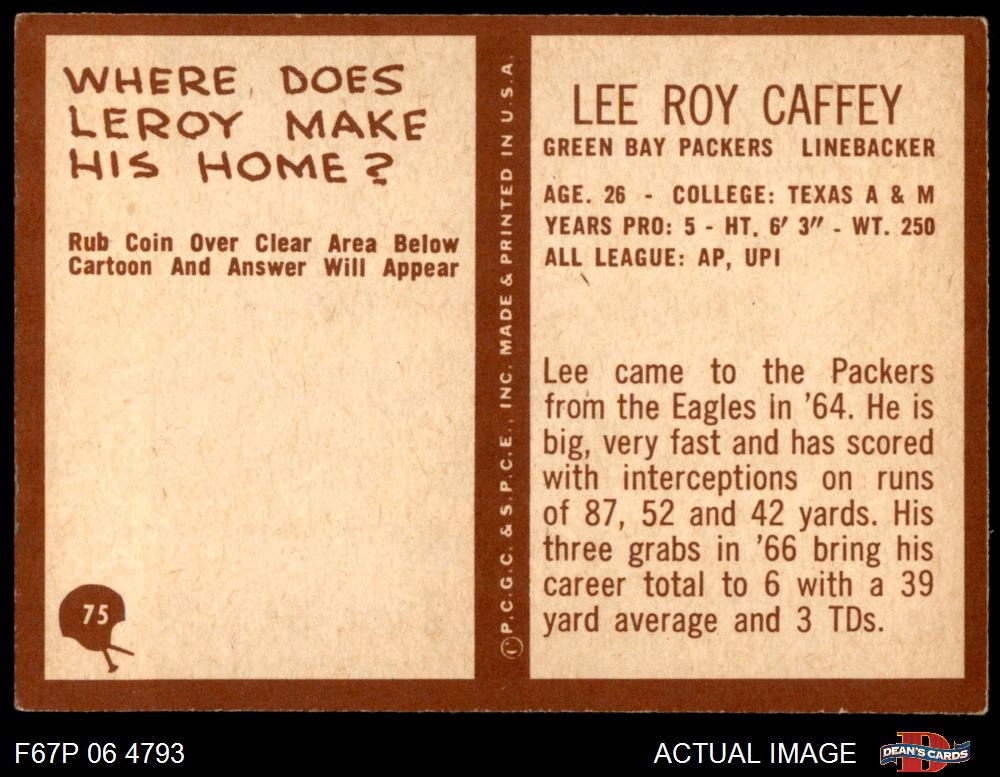 WHERE DOES
LEROY MAKE
HIS HOME?
Rub Coin Over Clear Area Below
Cartoon And Answer Will Appear
75
©P.C.G.C. & S.P.C.E., INC. MADE & PRINTED IN U.S.A.
LEE ROY CAFFEY
GREEN BAY PACKERS LINEBACKER
AGE. 26 - COLLEGE: TEXAS A & M
YEARS PRO: 5 - HT. 6' 3" - WT. 250
ALL LEAGUE: AP, UPI
Lee came to the Packers
from the Eagles in '64. He is
big, very fast and has scored
with interceptions on runs
of 87, 52 and 42 yards. His
three grabs in '66 bring his
career total to 6 with a 39
yard average and 3 TDs.
F67P 06 4793
ACTUAL IMAGE
DEAN'S CARDS